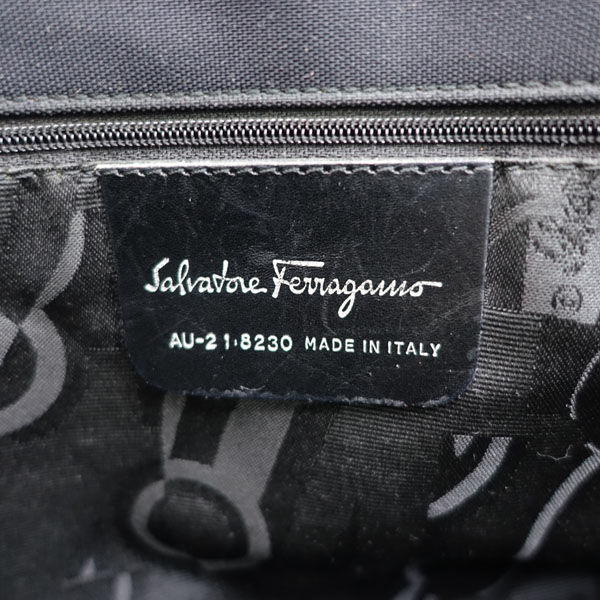 Salvatore Ferragamo
AU-21·8230 MADE IN ITALY